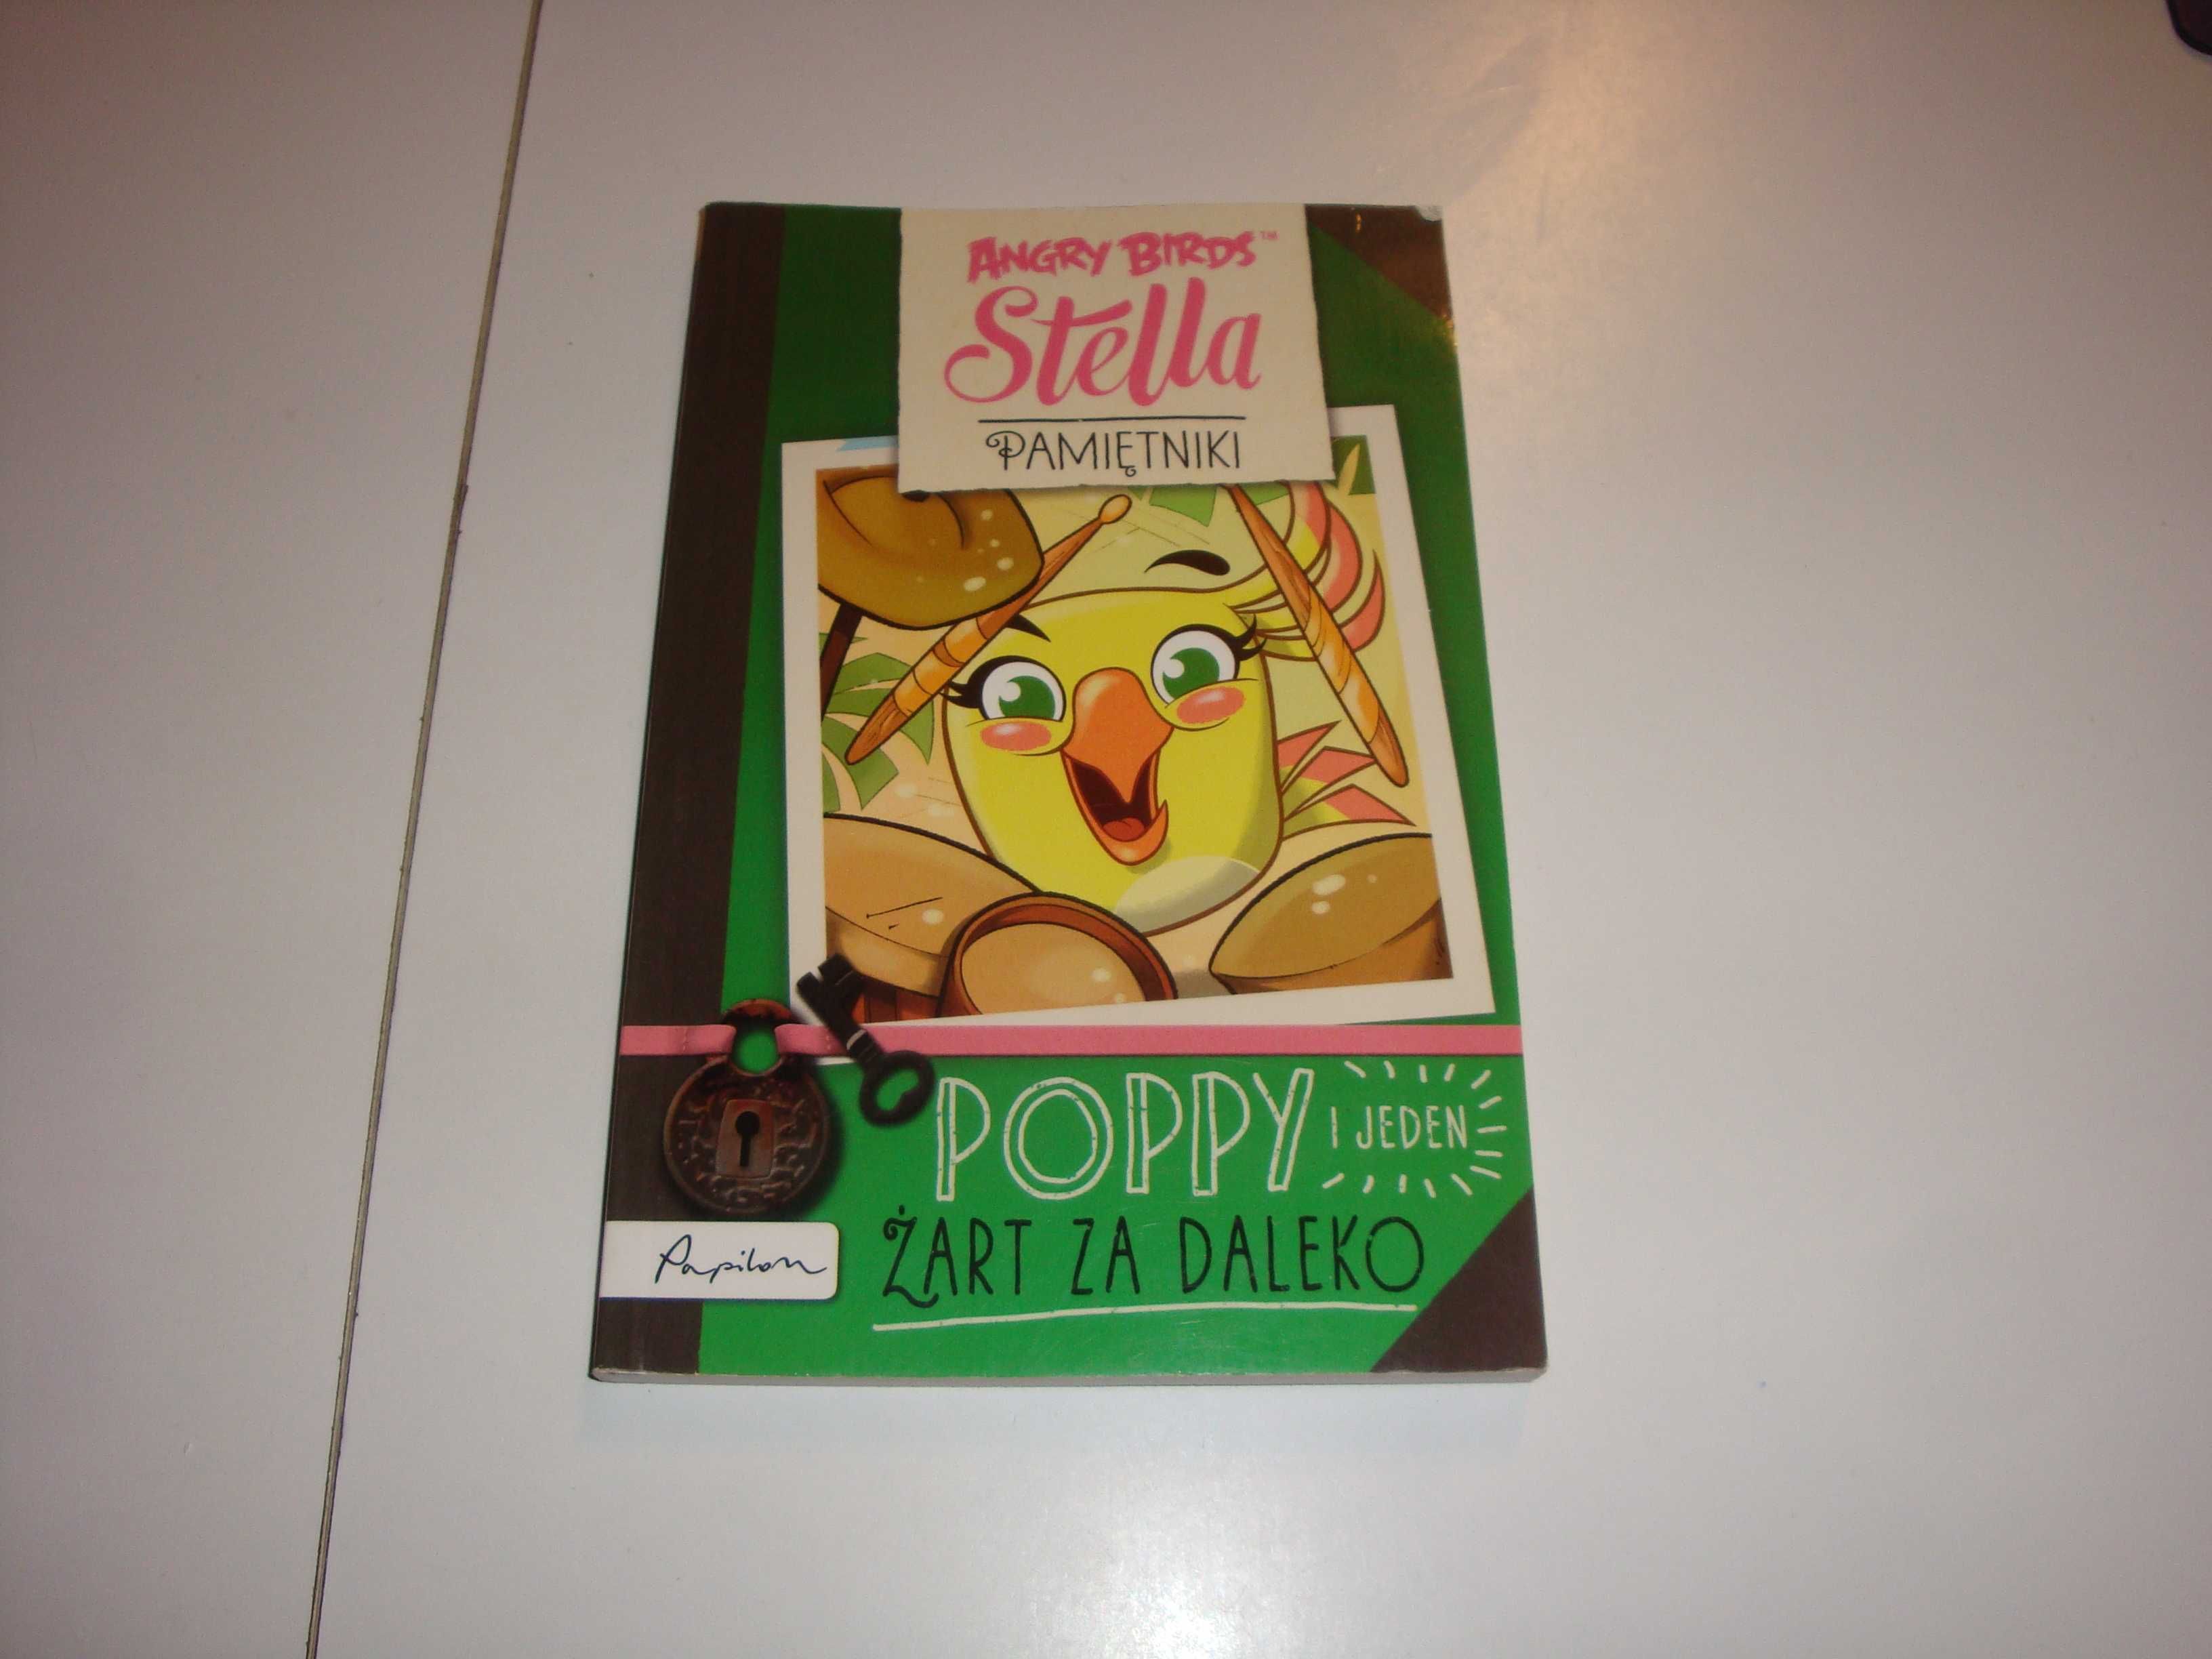 ANGRY BIRDS™
Stella
PAMIĘTNIKI
POPPY I JEDEN
ŻART ZA DALEKO
Papilon